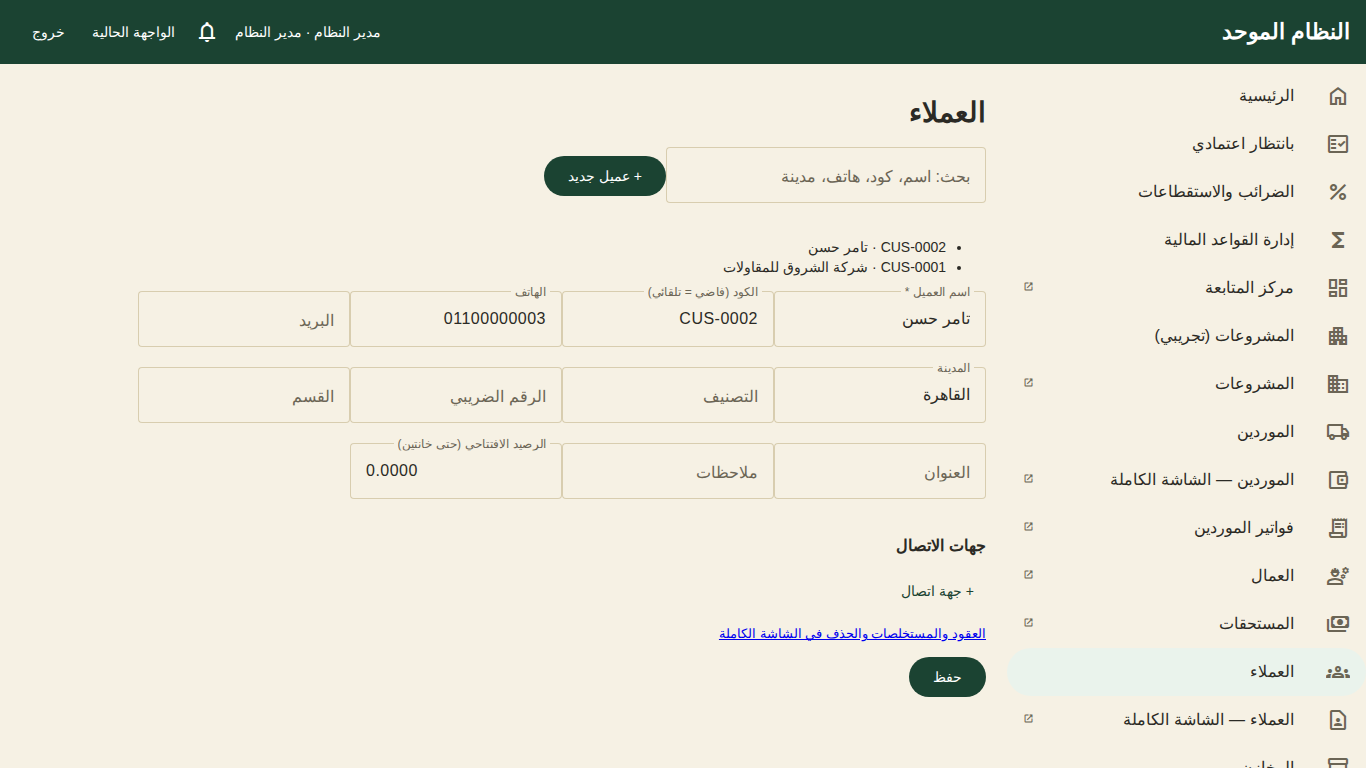 النظام الموحد
مدير النظام · مدير النظام
الواجهة الحالية
خروج
الرئيسية
بانتظار اعتمادي
الضرائب والاستقطاعات
إدارة القواعد المالية
مركز المتابعة
المشروعات (تجريبي)
المشروعات
الموردين
الموردين — الشاشة الكاملة
فواتير الموردين
العمال
المستحقات
العملاء
العملاء — الشاشة الكاملة
العملاء
بحث: اسم، كود، هاتف، مدينة
+ عميل جديد
CUS-0002 · تامر حسن
CUS-0001 · شركة الشروق للمقاولات
اسم العميل *
تامر حسن
الكود (فاضي = تلقائي)
CUS-0002
الهاتف
01100000003
البريد
المدينة
القاهرة
التصنيف
الرقم الضريبي
القسم
العنوان
ملاحظات
الرصيد الافتتاحي (حتى خانتين)
0.0000
جهات الاتصال
+ جهة اتصال
العقود والمستخلصات والحذف في الشاشة الكاملة
حفظ